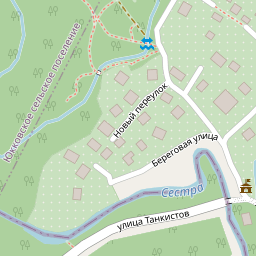 Юкковское сельское поселение
Новый переулок
Береговая улица
Сестра
улица Танкистов